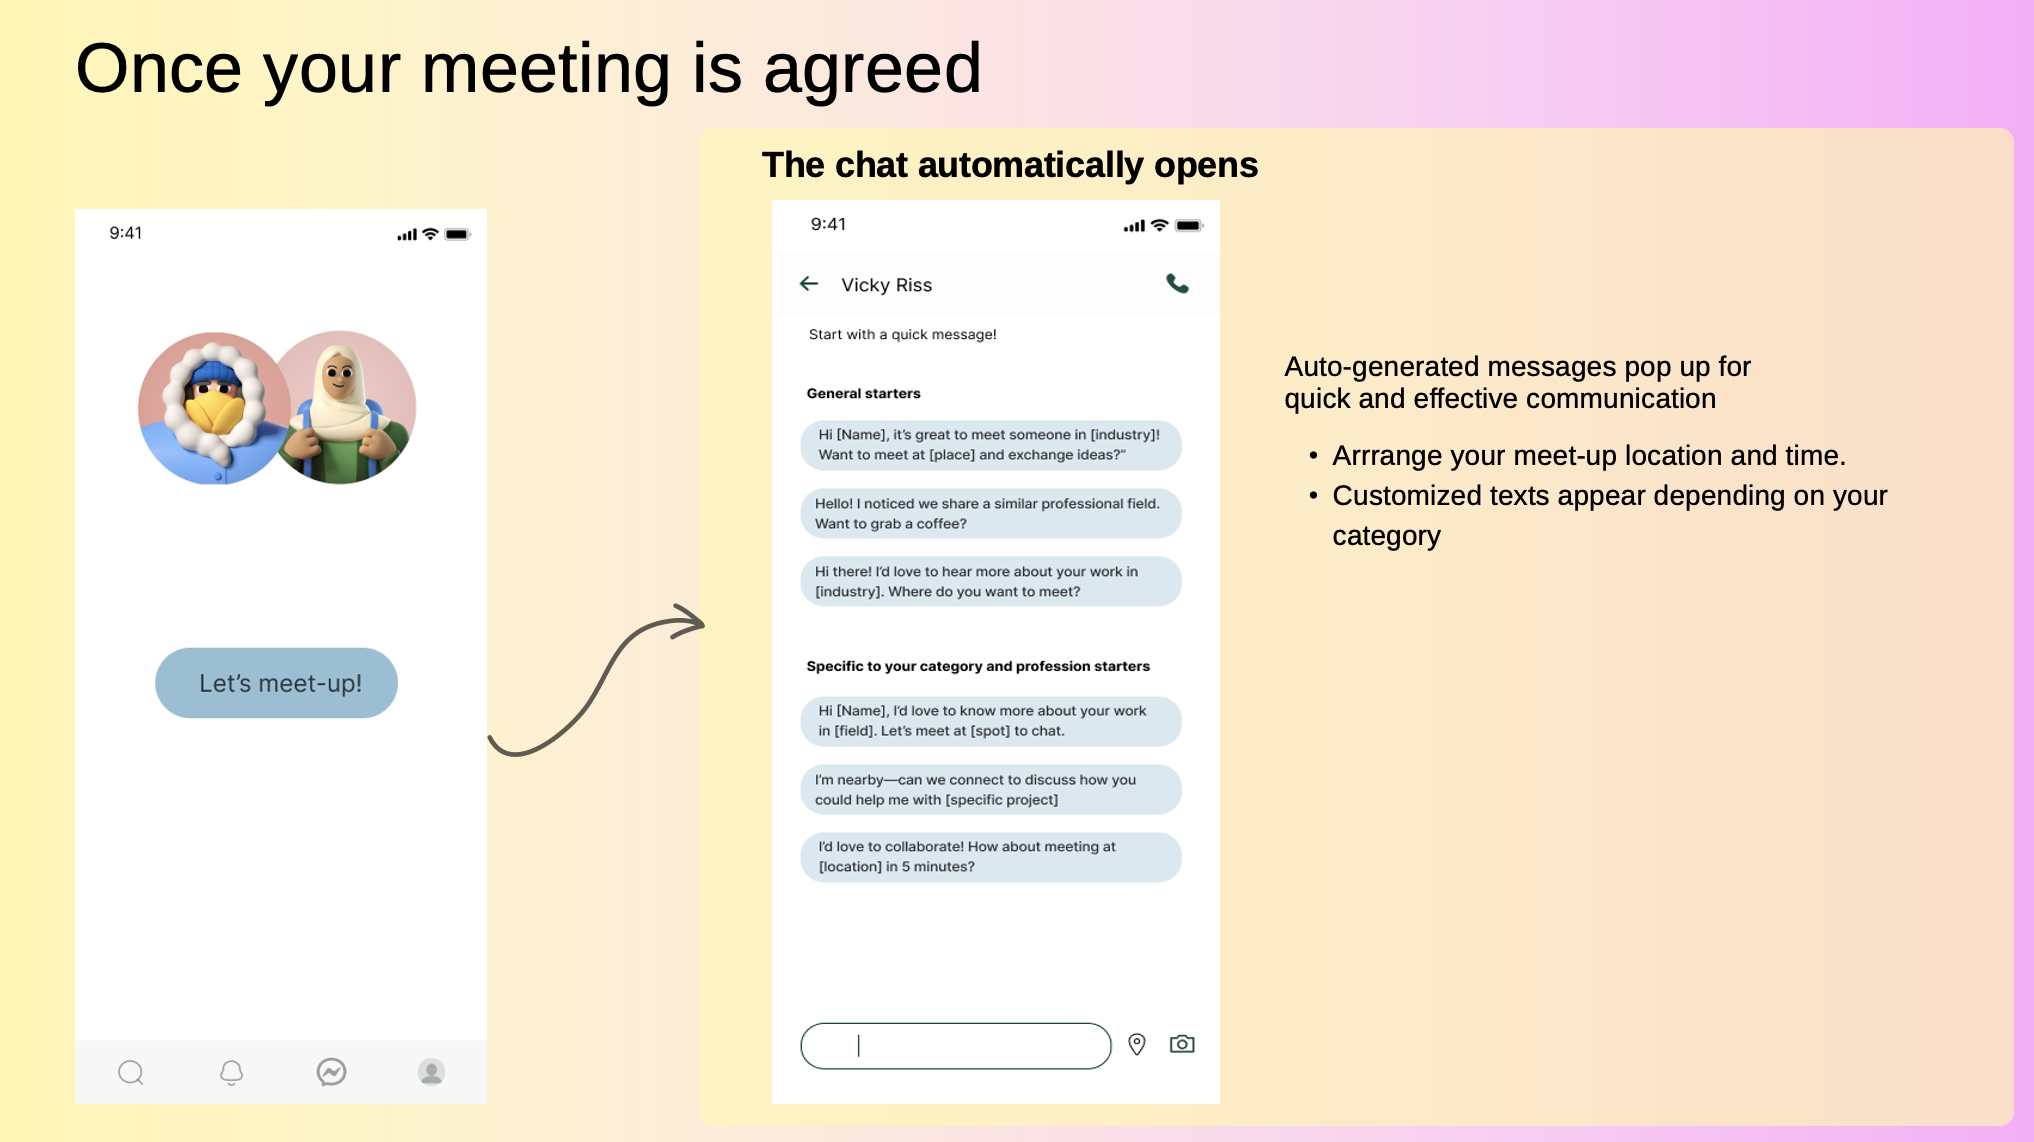 Once your meeting is agreed
9:41
Let’s meet-up!
The chat automatically opens
9:41
Vicky Riss
Start with a quick message!
General starters
Hi [Name], it’s great to meet someone in [industry]!
Want to meet at [place] and exchange ideas?”
Hello! I noticed we share a similar professional field.
Want to grab a coffee?
Hi there! I’d love to hear more about your work in
[industry]. Where do you want to meet?
Specific to your category and profession starters
Hi [Name], I’d love to know more about your work
in [field]. Let’s meet at [spot] to chat.
I’m nearby—can we connect to discuss how you
could help me with [specific project]
I’d love to collaborate! How about meeting at
[location] in 5 minutes?
Auto-generated messages pop up for
quick and effective communication
• Arrrange your meet-up location and time.
• Customized texts appear depending on your
category